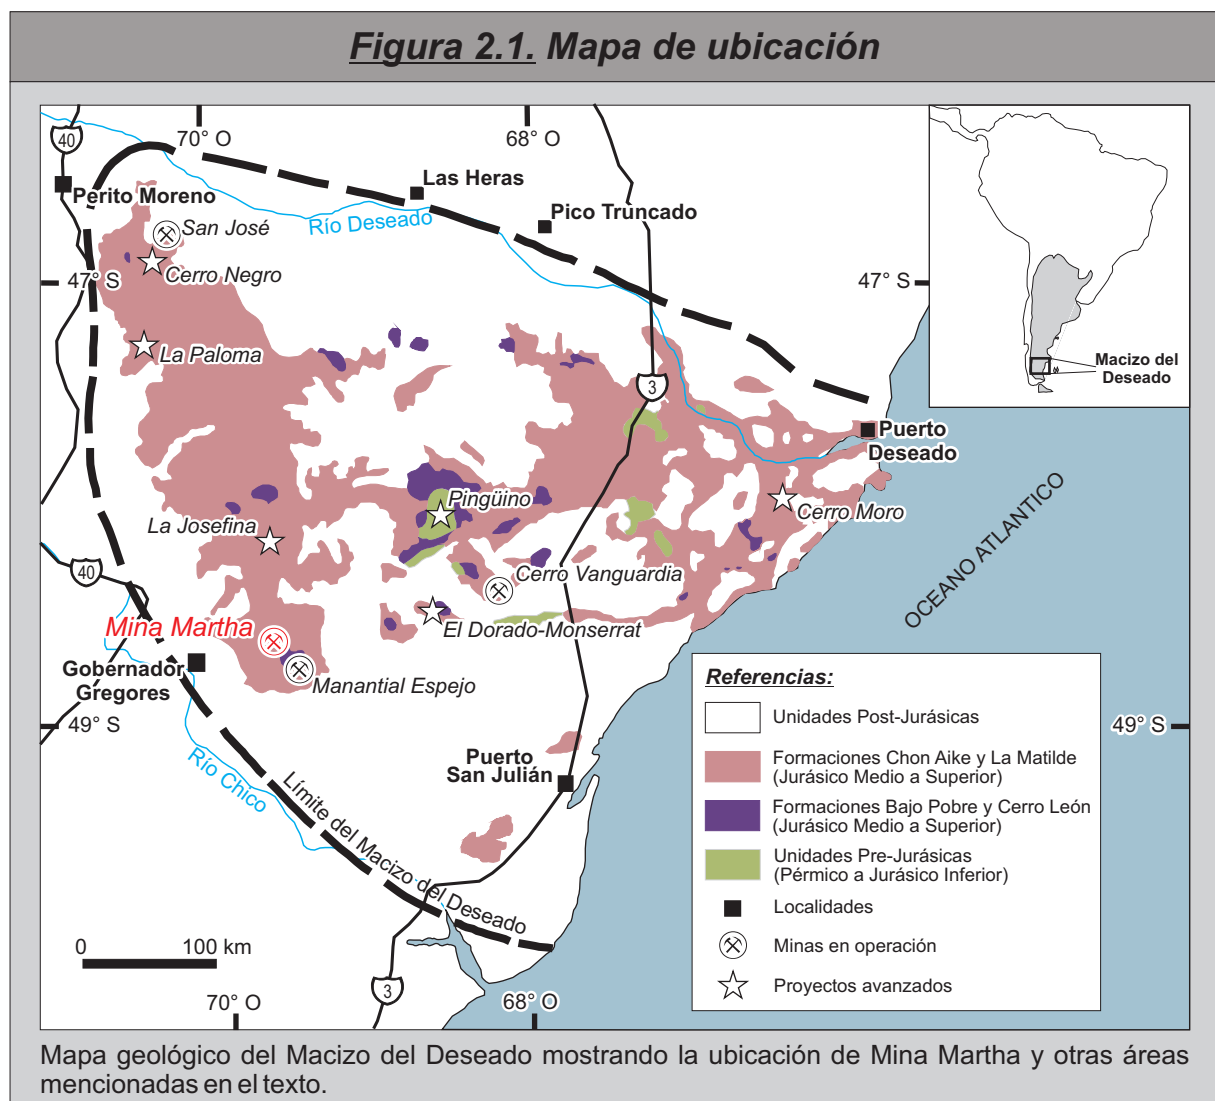 Figura 2.1. Mapa de ubicación
40
70° O
68° O
Perito Moreno
Las Heras
Pico Truncado
Río Deseado
San José
Cerro Negro
47° S
47° S
La Paloma
3
Macizo del
Deseado
Puerto
Deseado
Pingüino
Cerro Moro
La Josefina
Cerro Vanguardia
OCEANO ATLANTICO
40
Mina Martha
El Dorado-Monserrat
Gobernador
Gregores
Manantial Espejo
49° S
49° S
Río Chico
Puerto
San Julián
Límite del Macizo del Deseado
0 100 km
3
70° O
68° O
Referencias:
Unidades Post-Jurásicas
Formaciones Chon Aike y La Matilde
(Jurásico Medio a Superior)
Formaciones Bajo Pobre y Cerro León
(Jurásico Medio a Superior)
Unidades Pre-Jurásicas
(Pérmico a Jurásico Inferior)
Localidades
Minas en operación
Proyectos avanzados
Mapa geológico del Macizo del Deseado mostrando la ubicación de Mina Martha y otras áreas
mencionadas en el texto.